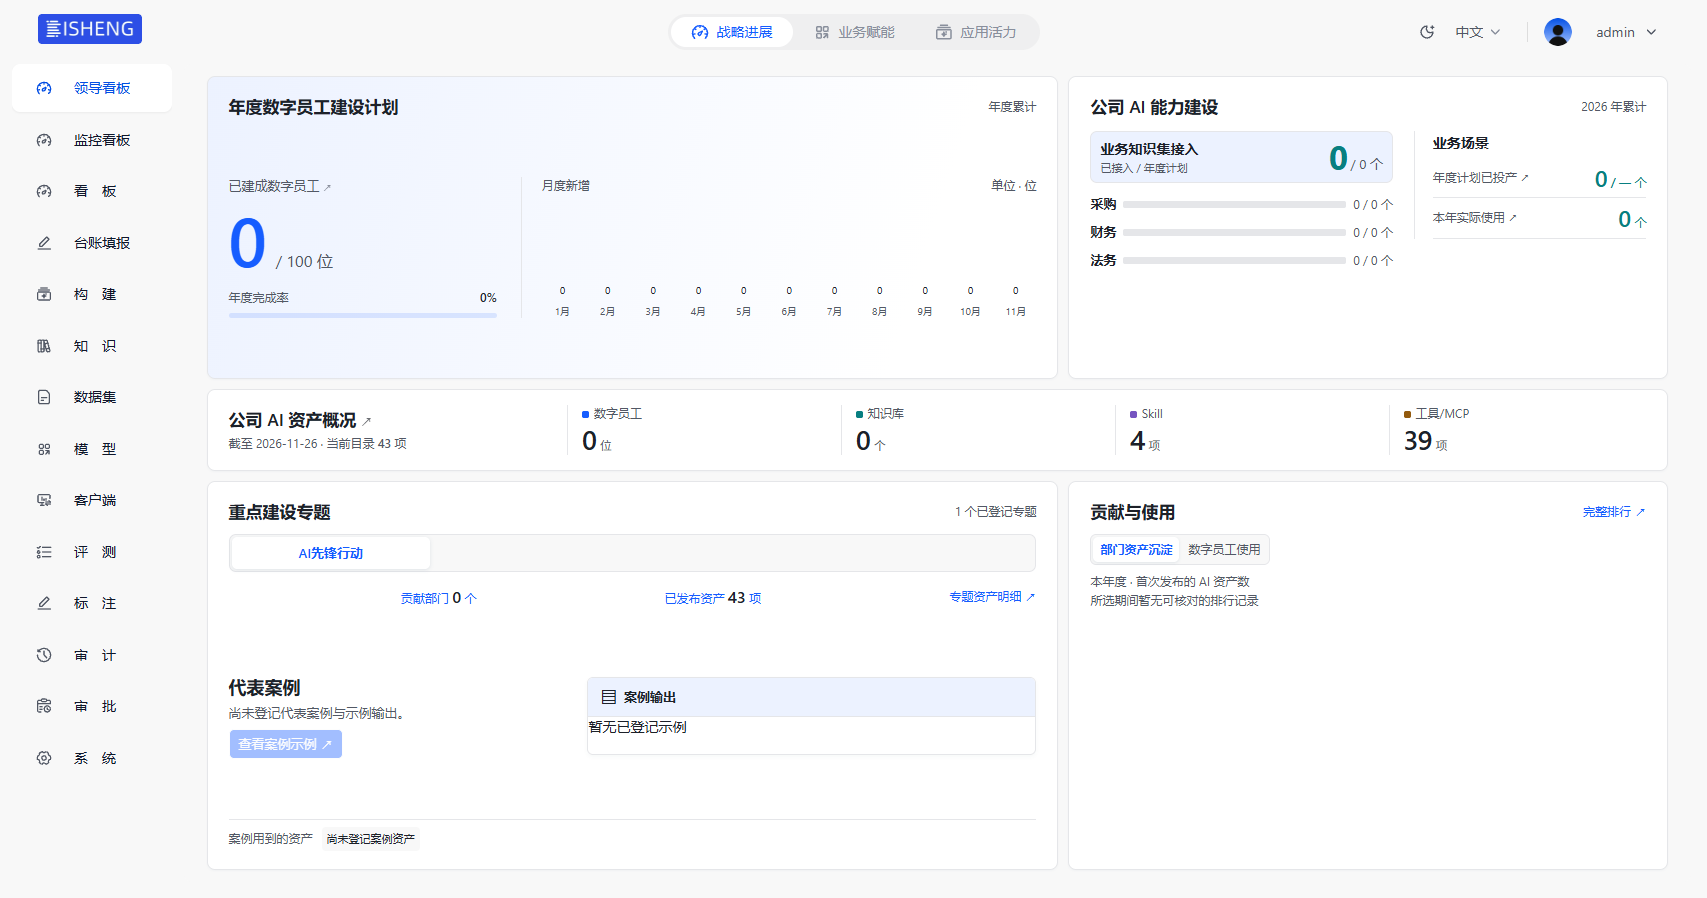 ISHENG
战略进展
业务赋能
应用活力
中文
admin
领导看板
监控看板
看 板
台账填报
构 建
知 识
数据集
模 型
客户端
评 测
标 注
审 计
审 批
系 统
年度数字员工建设计划
年度累计
已建成数字员工 ↗
0 / 100 位
年度完成率 0%
月度新增 单位 · 位
0 0 0 0 0 0 0 0 0 0 0
1月 2月 3月 4月 5月 6月 7月 8月 9月 10月 11月
公司 AI 能力建设
2026 年累计
业务知识集接入
已接入 / 年度计划
0 / 0 个
采购 0 / 0 个
财务 0 / 0 个
法务 0 / 0 个
业务场景
年度计划已投产 ↗ 0 / — 个
本年实际使用 ↗ 0 个
公司 AI 资产概况 ↗
截至 2026-11-26 · 当前目录 43 项
数字员工
0 位
知识库
0 个
Skill
4 项
工具/MCP
39 项
重点建设专题
1 个已登记专题
AI先锋行动
贡献部门 0 个
已发布资产 43 项
专题资产明细 ↗
代表案例
尚未登记代表案例与示例输出。
查看案例示例 ↗
案例输出
暂无已登记示例
案例用到的资产 尚未登记案例资产
贡献与使用
完整排行 ↗
部门资产沉淀 数字员工使用
本年度 · 首次发布的 AI 资产数
所选期间暂无可核对的排行记录